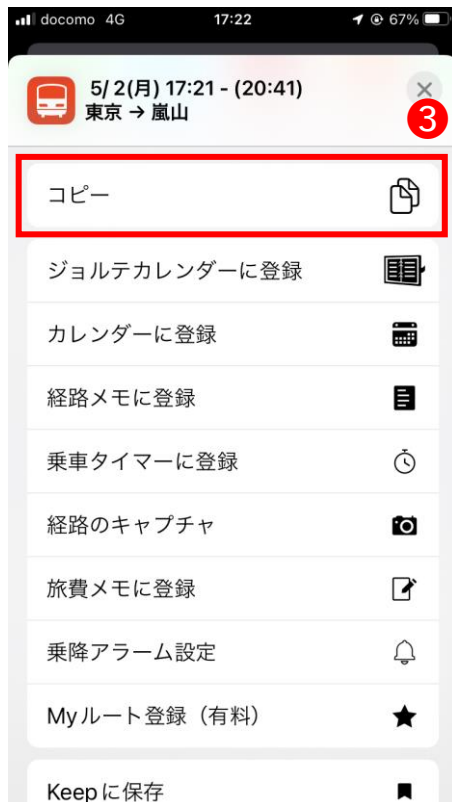 docomo 4G 17:22 67%
5/ 2(月) 17:21 - (20:41)
東京 → 嵐山
3
コピー
ジョルテカレンダーに登録
カレンダーに登録
経路メモに登録
乗車タイマーに登録
経路のキャプチャ
旅費メモに登録
乗降アラーム設定
Myルート登録（有料）
Keepに保存